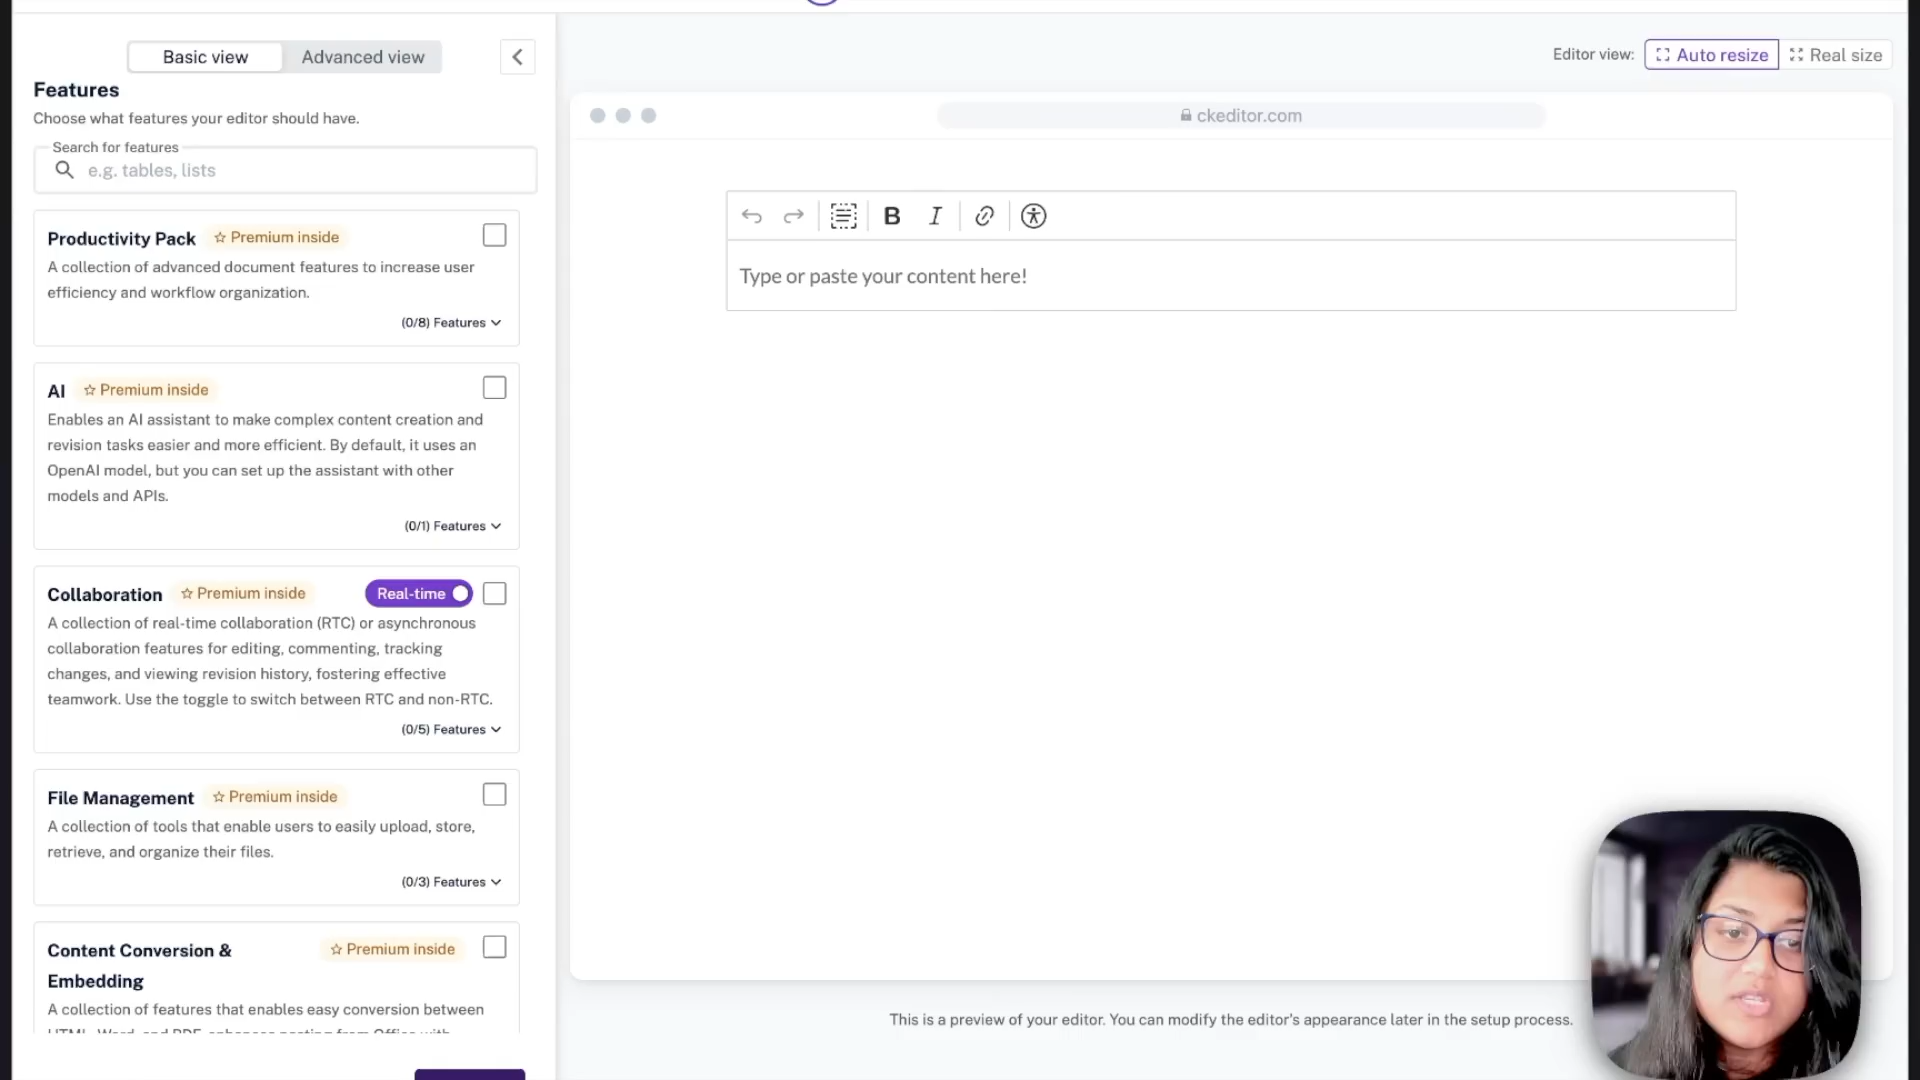 Basic view
Advanced view
Features
Choose what features your editor should have.
Search for features
e.g. tables, lists
Productivity Pack
Premium inside
A collection of advanced document features to increase user
efficiency and workflow organization.
(0/8) Features
AI
Premium inside
Enables an AI assistant to make complex content creation and
revision tasks easier and more efficient. By default, it uses an
OpenAI model, but you can set up the assistant with other
models and APIs.
(0/1) Features
Collaboration
Premium inside
Real-time
A collection of real-time collaboration (RTC) or asynchronous
collaboration features for editing, commenting, tracking
changes, and viewing revision history, fostering effective
teamwork. Use the toggle to switch between RTC and non-RTC.
(0/5) Features
File Management
Premium inside
A collection of tools that enable users to easily upload, store,
retrieve, and organize their files.
(0/3) Features
Content Conversion &
Embedding
Premium inside
A collection of features that enables easy conversion between
Editor view:
Auto resize
Real size
ckeditor.com
B I
Type or paste your content here!
This is a preview of your editor. You can modify the editor's appearance later in the setup process.